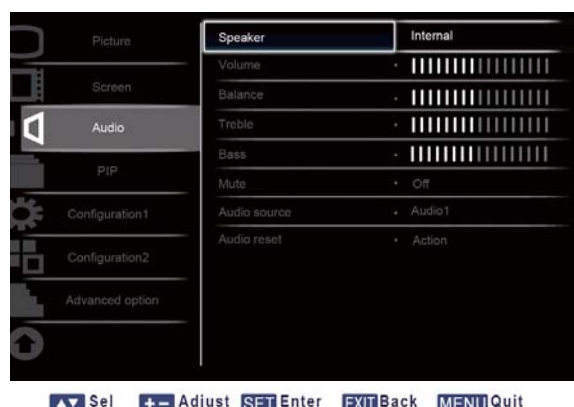 Picture
Screen
Audio
PIP
Configuration1
Configuration2
Advanced option
Speaker Internal
Volume
Balance
Treble
Bass
Mute • Off
Audio source • Audio1
Audio reset • Action
Sel + − Adjust SET Enter EXIT Back MENU Quit